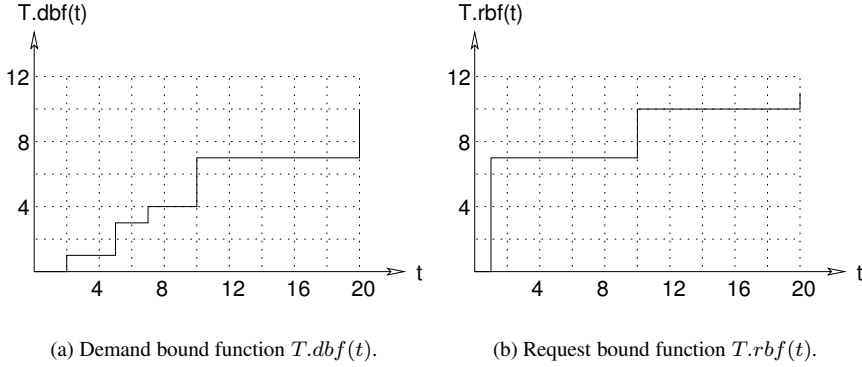 T.dbf(t)
12
8
4
4
8
12
16
20
t
(a) Demand bound function T.dbf(t).
T.rbf(t)
12
8
4
4
8
12
16
20
t
(b) Request bound function T.rbf(t).